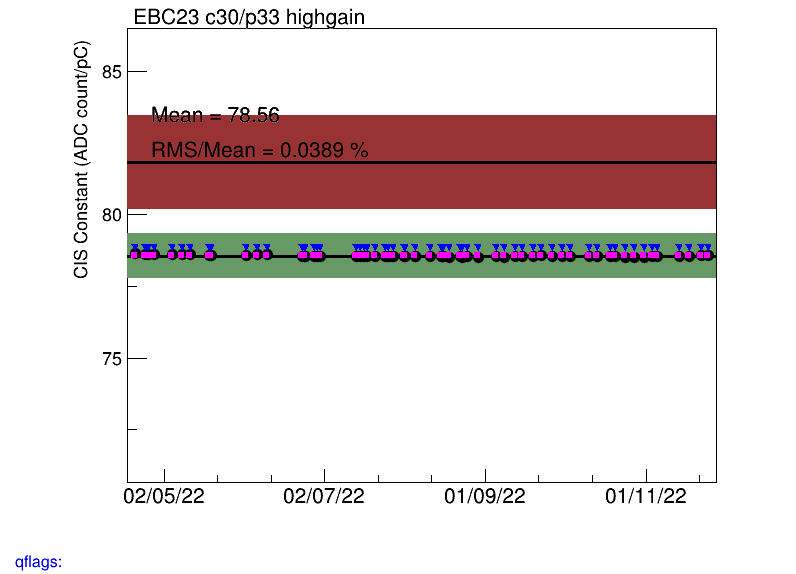 EBC23 c30/p33 highgain
CIS Constant (ADC count/pC)
85
80
75
Mean = 78.56
RMS/Mean = 0.0389 %
02/05/22
02/07/22
01/09/22
01/11/22
qflags: